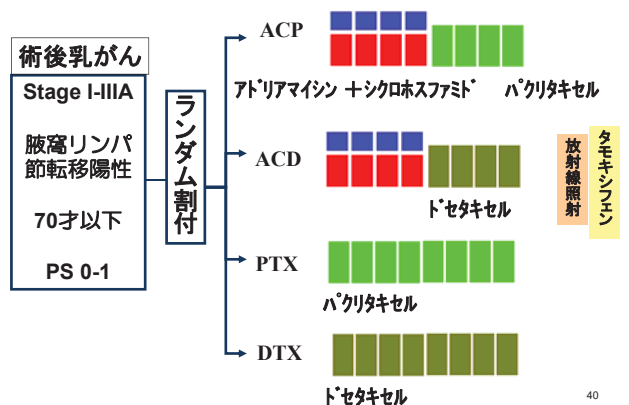 術後乳がん
Stage I-IIIA
腋窩リンパ
節転移陽性
70才以下
PS 0-1
ランダム割付
ACP
アドリアマイシン ＋シクロホスファミド パクリタキセル
ACD
ドセタキセル
PTX
パクリタキセル
DTX
ドセタキセル
放射線照射
タモキシフェン
40